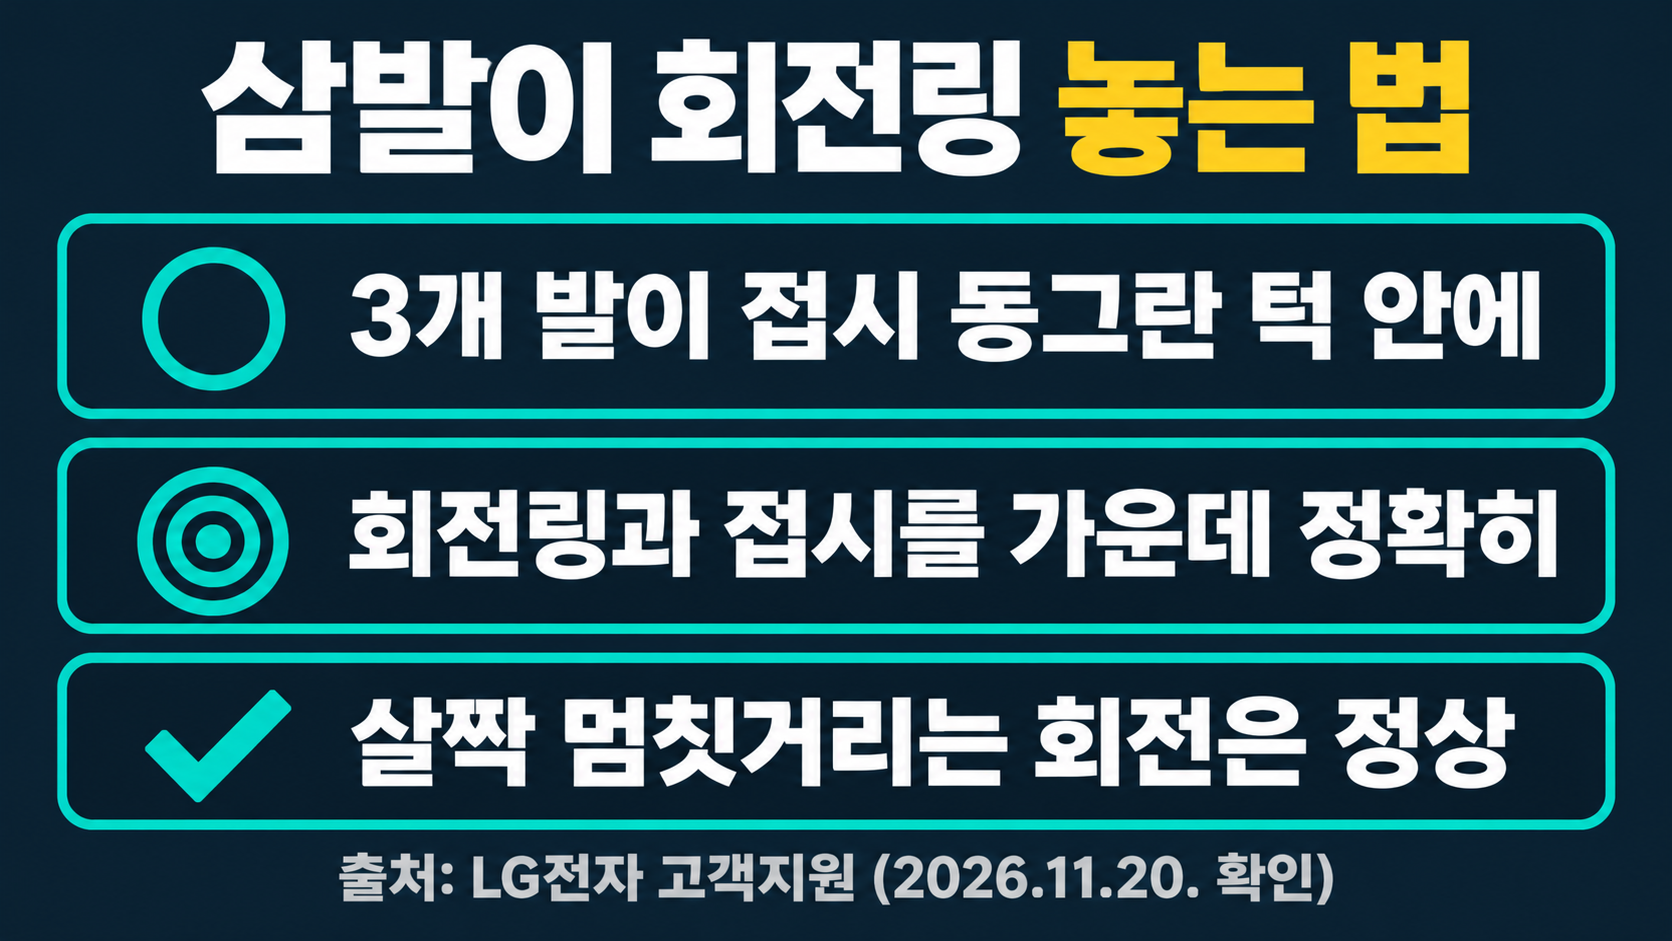 삼발이 회전링 놓는 법
3개 발이 접시 동그란 턱 안에
회전링과 접시를 가운데 정확히
살짝 멈칫거리는 회전은 정상
출처: LG전자 고객지원 (2026.11.20. 확인)